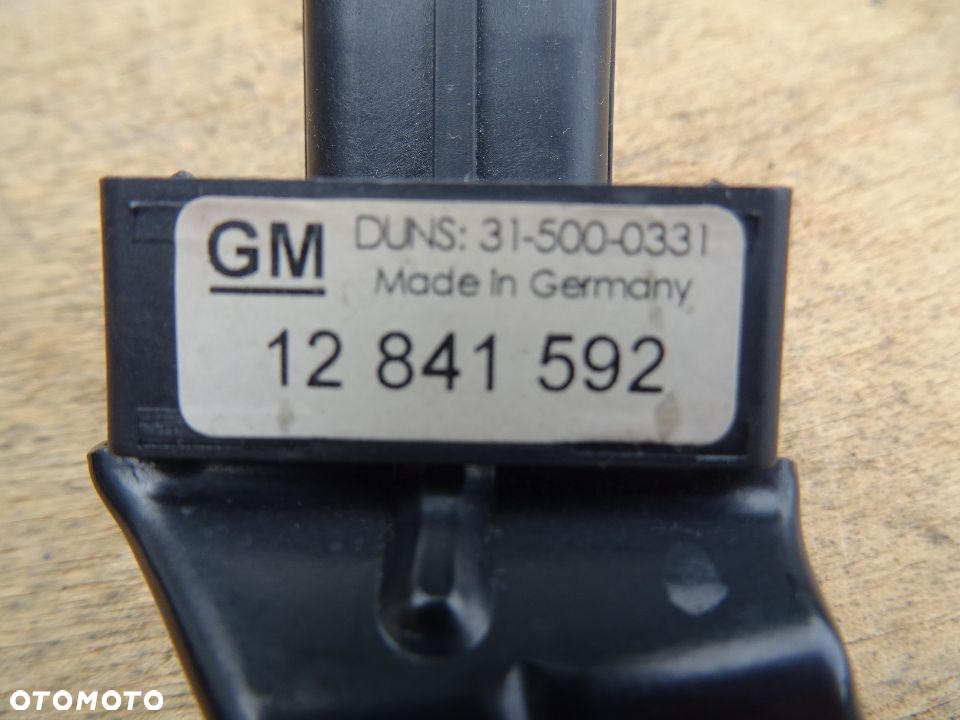 GM DUNS: 31-500-0331
Made in Germany
12 841 592
OTOMOTO